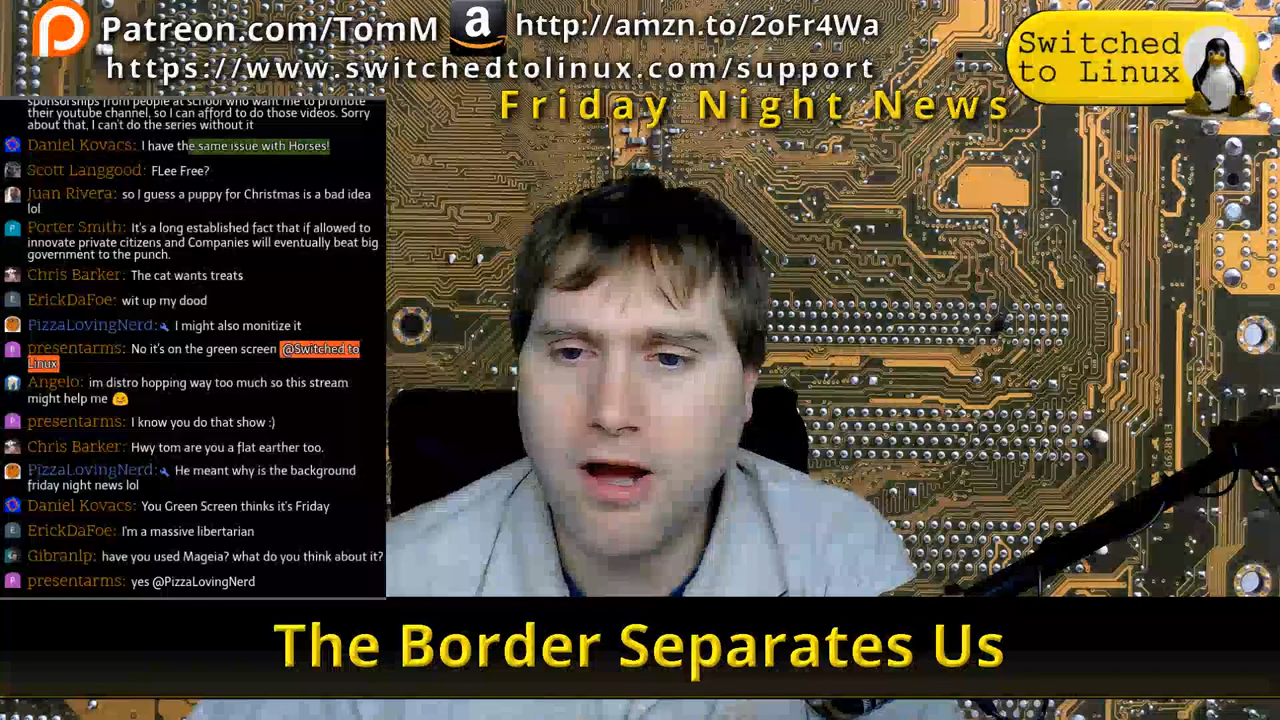 Patreon.com/TomM
a
http://amzn.to/2oFr4Wa
https://www.switchedtolinux.com/support
Switched
to Linux
Friday Night News
sponsorships from people at school who want me to promote
their youtube channel, so I can afford to do those videos. Sorry
about that, I can't do the series without it
Daniel Kovacs: I have the same issue with Horses!
Scott Langgood: FLee Free?
Juan Rivera: so I guess a puppy for Christmas is a bad idea
lol
Porter Smith: It's a long established fact that if allowed to
innovate private citizens and Companies will eventually beat big
government to the punch.
Chris Barker: The cat wants treats
ErickDaFoe: wit up my dood
PizzaLovingNerd: I might also monitize it
presentarms: No it's on the green screen @Switched to
Linux
Angelo: im distro hopping way too much so this stream
might help me 🤗
presentarms: I know you do that show :)
Chris Barker: Hwy tom are you a flat earther too.
PizzaLovingNerd: He meant why is the background
friday night news lol
Daniel Kovacs: You Green Screen thinks it's Friday
ErickDaFoe: I'm a massive libertarian
Gibranlp: have you used Mageia? what do you think about it?
presentarms: yes @PizzaLovingNerd
The Border Separates Us